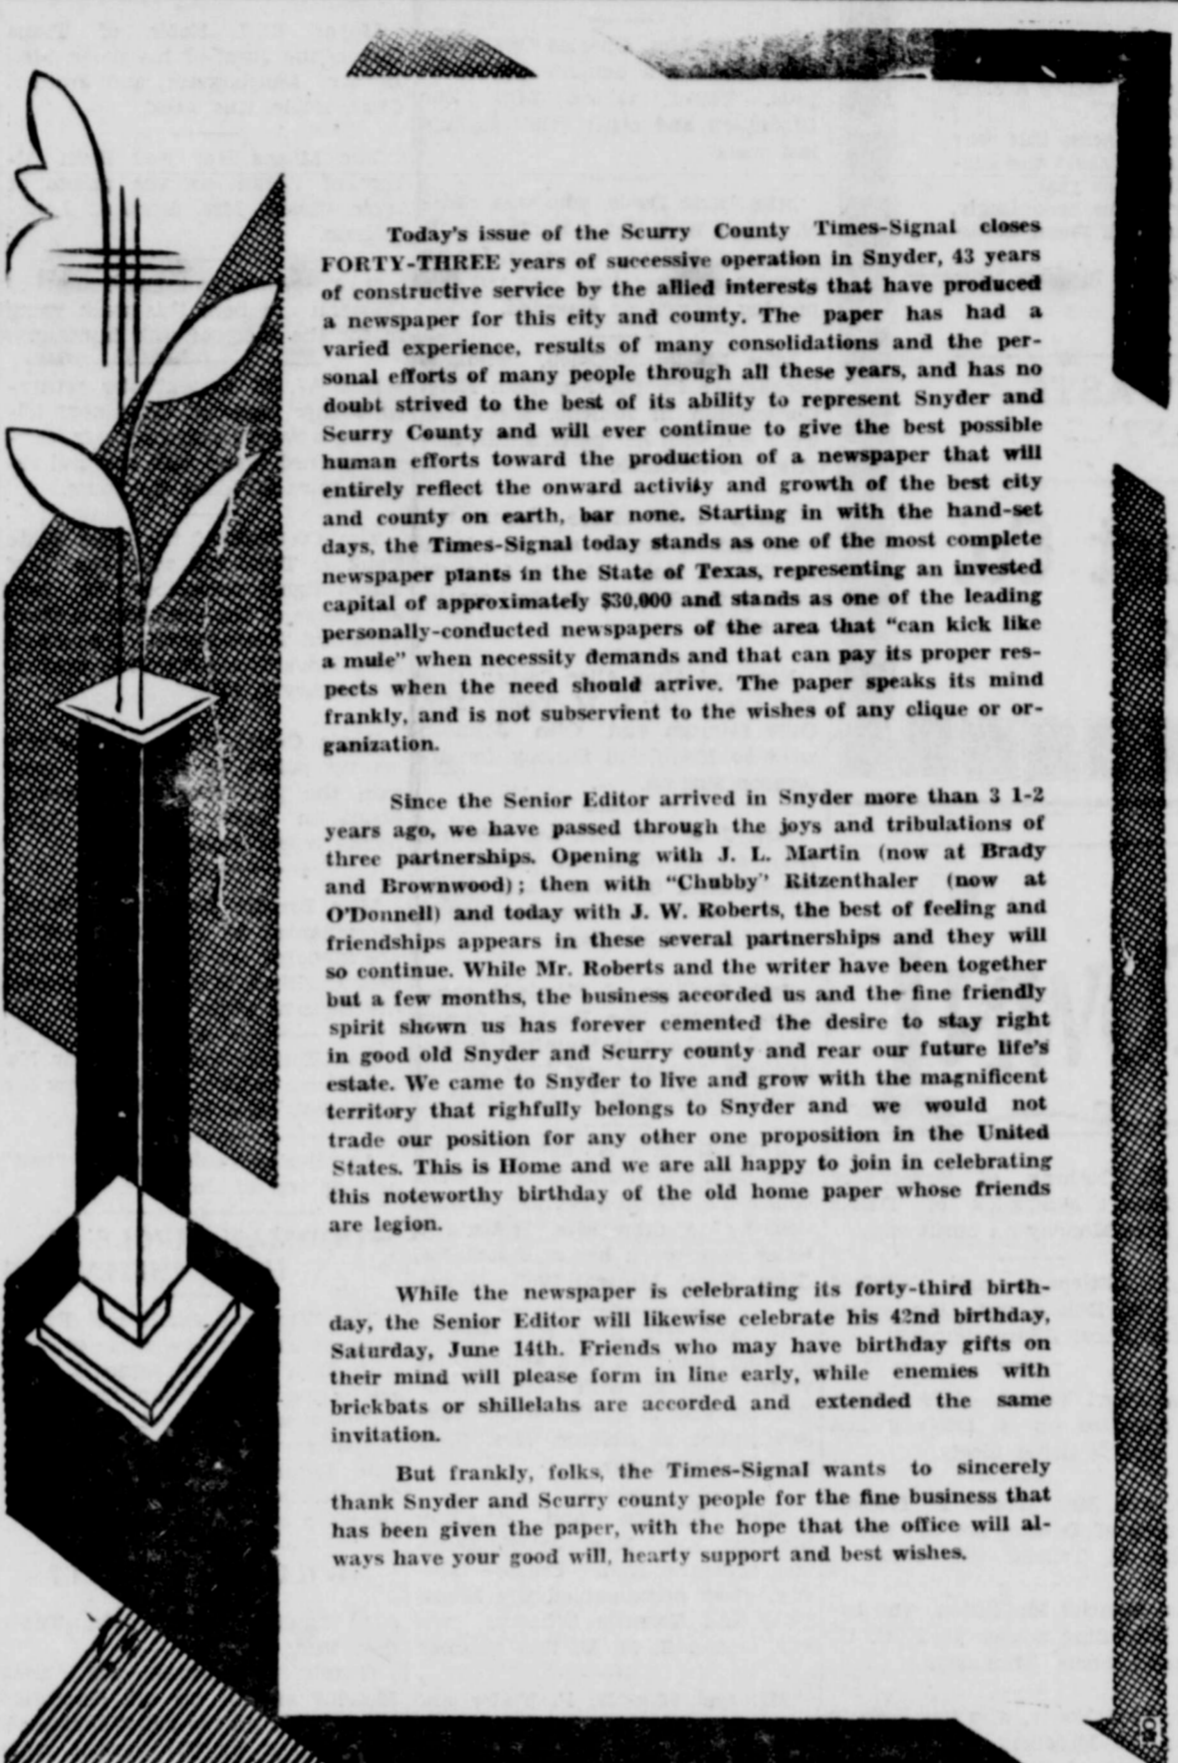 Today's issue of the Scurry County Times-Signal closes
FORTY-THREE years of successive operation in Snyder, 43 years
of constructive service by the allied interests that have produced
a newspaper for this city and county. The paper has had a
varied experience, results of many consolidations and the per-
sonal efforts of many people through all these years, and has no
doubt strived to the best of its ability to represent Snyder and
Scurry County and will ever continue to give the best possible
human efforts toward the production of a newspaper that will
entirely reflect the onward activity and growth of the best city
and county on earth, bar none. Starting in with the hand-set
days, the Times-Signal today stands as one of the most complete
newspaper plants in the State of Texas, representing an invested
capital of approximately $30,000 and stands as one of the leading
personally-conducted newspapers of the area that "can kick like
a mule" when necessity demands and that can pay its proper res-
pects when the need should arrive. The paper speaks its mind
frankly, and is not subservient to the wishes of any clique or or-
ganization.
Since the Senior Editor arrived in Snyder more than 3 1-2
years ago, we have passed through the joys and tribulations of
three partnerships. Opening with J. L. Martin (now at Brady
and Brownwood); then with "Chubby" Ritzenthaler (now at
O'Donnell) and today with J. W. Roberts, the best of feeling and
friendships appears in these several partnerships and they will
so continue. While Mr. Roberts and the writer have been together
but a few months, the business accorded us and the fine friendly
spirit shown us has forever cemented the desire to stay right
in good old Snyder and Scurry county and rear our future life's
estate. We came to Snyder to live and grow with the magnificent
territory that righfully belongs to Snyder and we would not
trade our position for any other one proposition in the United
States. This is Home and we are all happy to join in celebrating
this noteworthy birthday of the old home paper whose friends
are legion.
While the newspaper is celebrating its forty-third birth-
day, the Senior Editor will likewise celebrate his 42nd birthday,
Saturday, June 14th. Friends who may have birthday gifts on
their mind will please form in line early, while enemies with
brickbats or shillelahs are accorded and extended the same
invitation.
But frankly, folks, the Times-Signal wants to sincerely
thank Snyder and Scurry county people for the fine business that
has been given the paper, with the hope that the office will al-
ways have your good will, hearty support and best wishes.